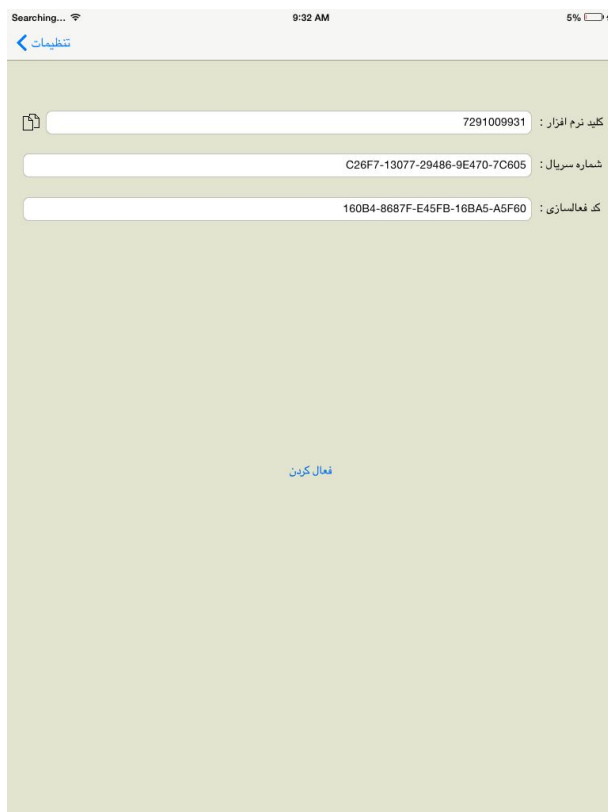 Searching... 9:32 AM 5%
تنظیمات
کلید نرم افزار : 7291009931
شماره سریال : C26F7-13077-29486-9E470-7C605
کد فعالسازی : 160B4-8687F-E45FB-16BA5-A5F60
فعال کردن